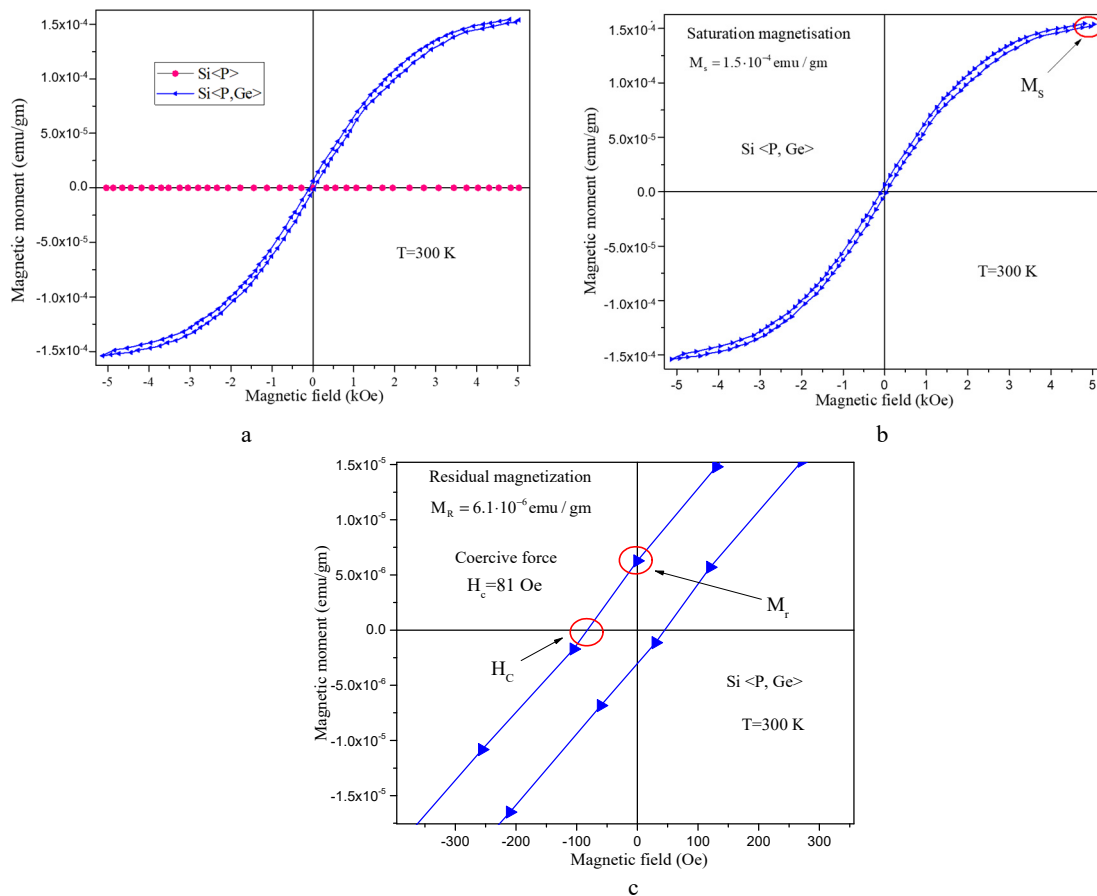 1.5x10⁻⁴
1.0x10⁻⁴
5.0x10⁻⁵
0.0
-5.0x10⁻⁵
-1.0x10⁻⁴
-1.5x10⁻⁴
Magnetic moment (emu/gm)
Si<P>
Si<P,Ge>
T=300 K
-5 -4 -3 -2 -1 0 1 2 3 4 5
Magnetic field (kOe)
a
1.5x10⁻⁴
1.0x10⁻⁴
5.0x10⁻⁵
0.0
-5.0x10⁻⁵
-1.0x10⁻⁴
-1.5x10⁻⁴
Magnetic moment (emu/gm)
Saturation magnetisation
Mₛ = 1.5·10⁻⁴ emu / gm
M_S
Si <P, Ge>
T=300 K
-5 -4 -3 -2 -1 0 1 2 3 4 5
Magnetic field (kOe)
b
1.5x10⁻⁵
1.0x10⁻⁵
5.0x10⁻⁶
0.0
-5.0x10⁻⁶
-1.0x10⁻⁵
-1.5x10⁻⁵
Magnetic moment (emu/gm)
Residual magnetization
M_R = 6.1·10⁻⁶ emu / gm
Coercive force
H_c=81 Oe
M_r
H_C
Si <P, Ge>
T=300 K
-300 -200 -100 0 100 200 300
Magnetic field (Oe)
c